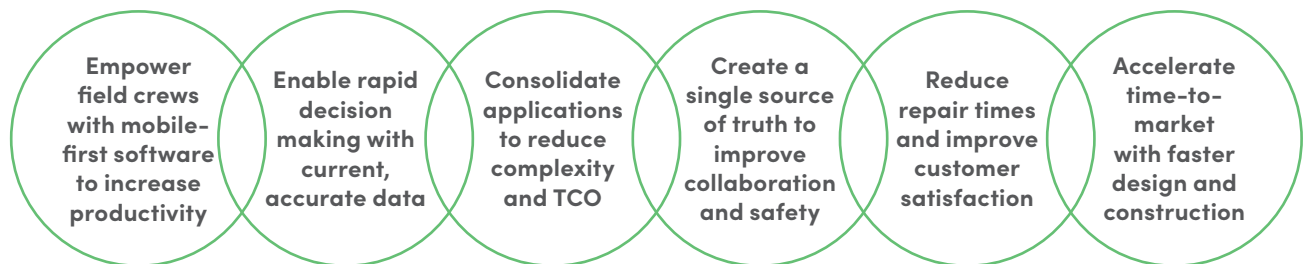 Empower
field crews
with mobile-
first software
to increase
productivity
Enable rapid
decision
making with
current,
accurate data
Consolidate
applications
to reduce
complexity
and TCO
Create a
single source
of truth to
improve
collaboration
and safety
Reduce
repair times
and improve
customer
satisfaction
Accelerate
time-to-
market
with faster
design and
construction